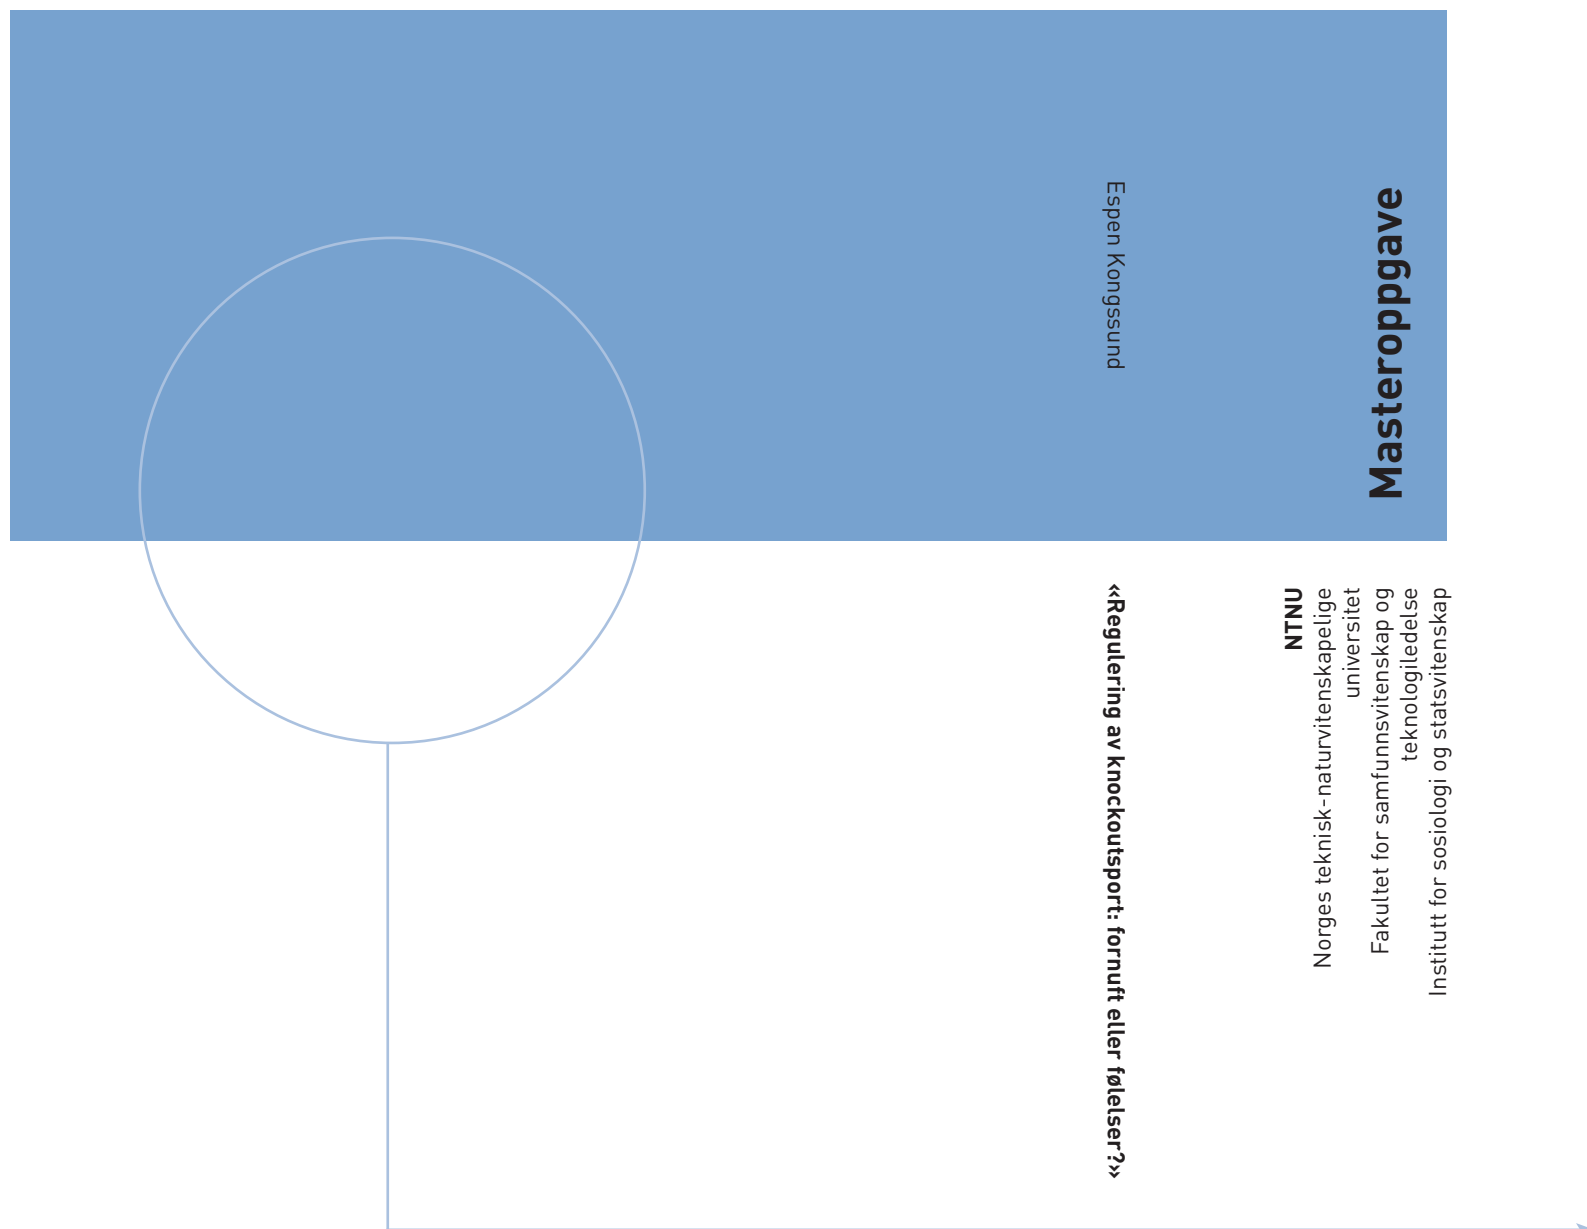 Masteroppgave
Espen Kongssund
«Regulering av knockoutsport: fornuft eller følelser?»
NTNU
Norges teknisk-naturvitenskapelige
universitet
Fakultet for samfunnsvitenskap og
teknologiledelse
Institutt for sosiologi og statsvitenskap